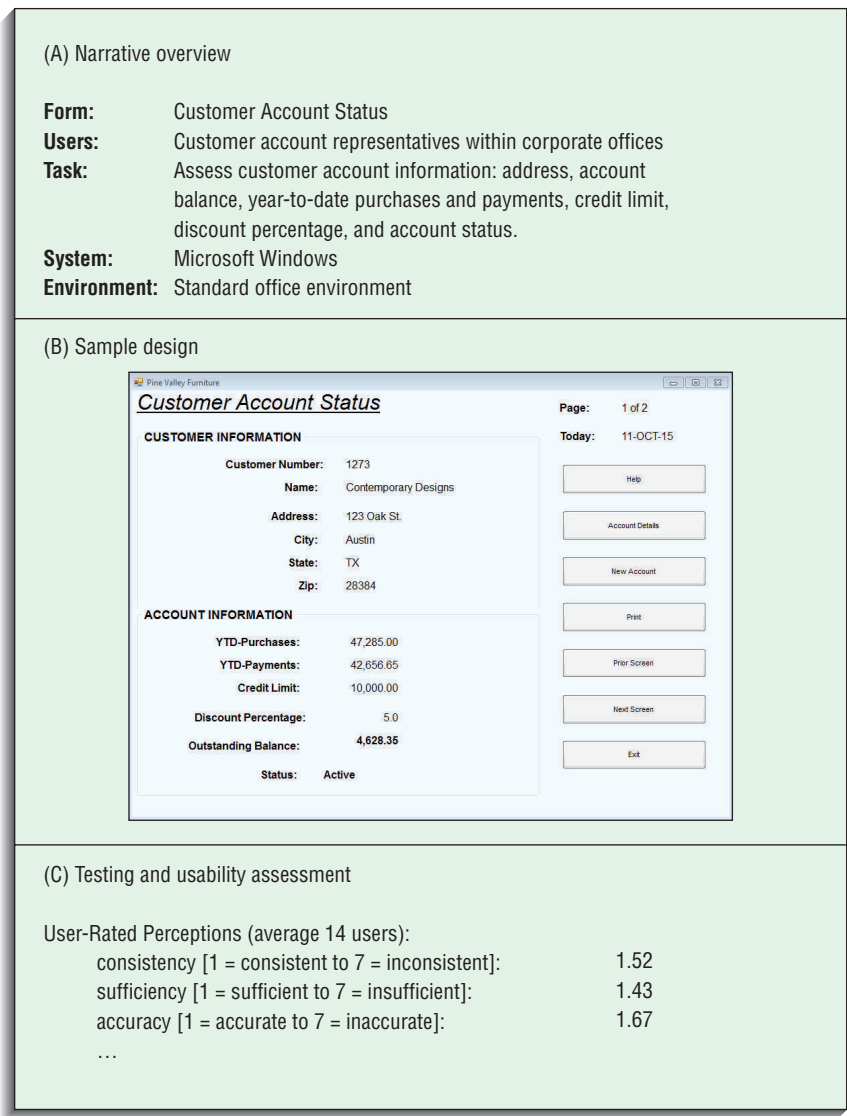 (A) Narrative overview
Form: Customer Account Status
Users: Customer account representatives within corporate offices
Task: Assess customer account information: address, account
balance, year-to-date purchases and payments, credit limit,
discount percentage, and account status.
System: Microsoft Windows
Environment: Standard office environment
(B) Sample design
Pine Valley Furniture
Customer Account Status
Page: 1 of 2
Today: 11-OCT-15
CUSTOMER INFORMATION
Customer Number: 1273
Name: Contemporary Designs
Address: 123 Oak St.
City: Austin
State: TX
Zip: 28384
ACCOUNT INFORMATION
YTD-Purchases: 47,285.00
YTD-Payments: 42,656.65
Credit Limit: 10,000.00
Discount Percentage: 5.0
Outstanding Balance: 4,628.35
Status: Active
Help
Account Details
New Account
Print
Prior Screen
Next Screen
Exit
(C) Testing and usability assessment
User-Rated Perceptions (average 14 users):
consistency [1 = consistent to 7 = inconsistent]: 1.52
sufficiency [1 = sufficient to 7 = insufficient]: 1.43
accuracy [1 = accurate to 7 = inaccurate]: 1.67
…